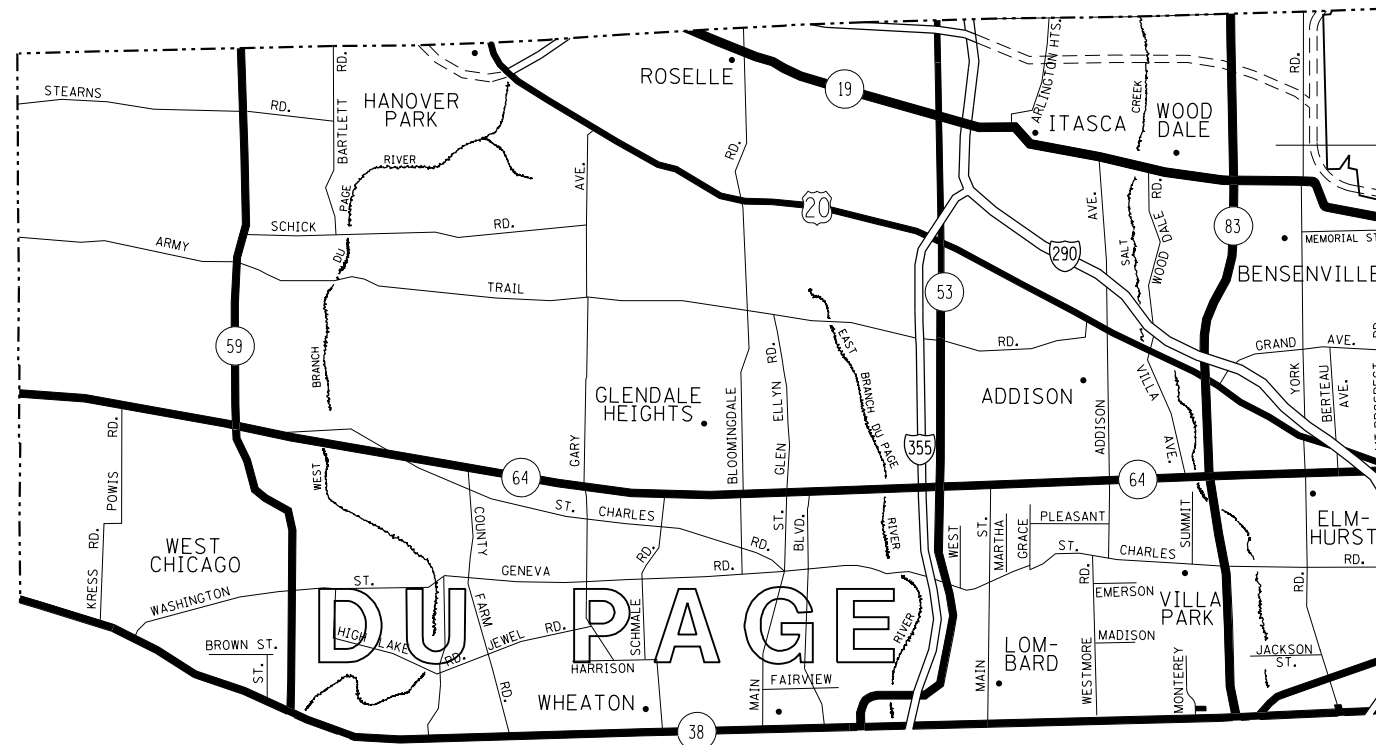 STEARNS
RD.
BARTLETT
RD.
HANOVER
PARK
RIVER
PAGE
DU
BRANCH
WEST
SCHICK
RD.
ARMY
TRAIL
RD.
59
ROSELLE
19
RD.
AVE.
20
ARLINGTON HTS.
CREEK
ITASCA
WOOD
DALE
RD.
AVE.
SALT
WOOD DALE
RD.
83
290
53
MEMORIAL ST
BENSENVILLE
GRAND
AVE.
RD.
YORK
BERTEAU
AVE.
MT PROSPECT
VILLA
AVE.
ADDISON
ADDISON
EAST
BRANCH
DU PAGE
RIVER
RIVER
355
GLENDALE
HEIGHTS
GARY
BLOOMINGDALE
GLEN
ELLYN
RD.
64
64
POWIS
RD.
KRESS
RD.
WEST
CHICAGO
WASHINGTON
ST.
GENEVA
RD.
COUNTY
FARM
RD.
ST.
CHARLES
RD.
RD.
SCHMALE
ST.
BLVD.
MAIN
WEST
ST.
MARTHA
GRACE
PLEASANT
ST.
CHARLES
RD.
SUMMIT
ELM-
HURST
RD.
BROWN ST.
ST.
HIGH
LAKE
RD.
JEWEL
RD.
HARRISON
DU PAGE
WHEATON
FAIRVIEW
38
LOM-
BARD
MAIN
RD.
WESTMORE
EMERSON
MADISON
VILLA
PARK
MONTEREY
JACKSON
ST.